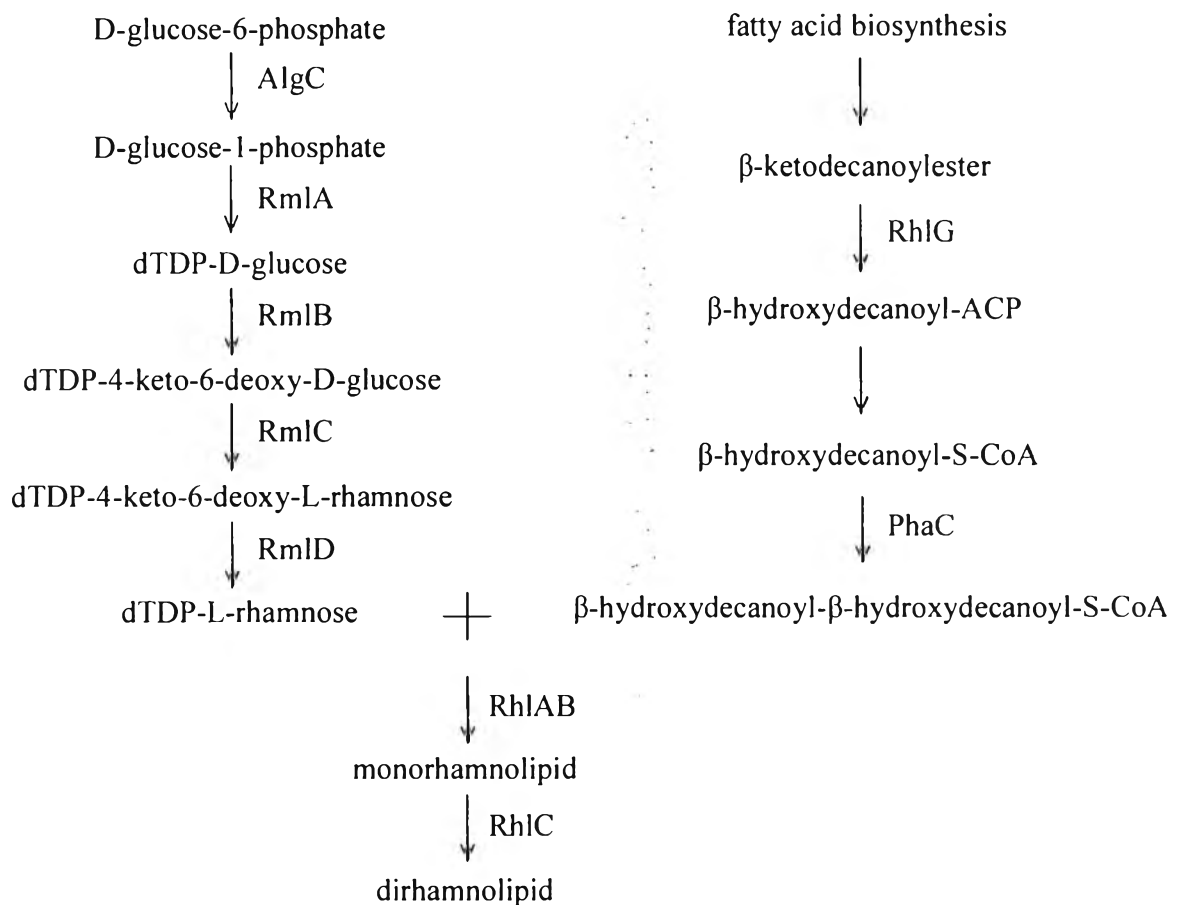 D-glucose-6-phosphate
AlgC
D-glucose-1-phosphate
RmlA
dTDP-D-glucose
RmlB
dTDP-4-keto-6-deoxy-D-glucose
RmlC
dTDP-4-keto-6-deoxy-L-rhamnose
RmlD
dTDP-L-rhamnose
+
fatty acid biosynthesis
β-ketodecanoylester
RhlG
β-hydroxydecanoyl-ACP
β-hydroxydecanoyl-S-CoA
PhaC
β-hydroxydecanoyl-β-hydroxydecanoyl-S-CoA
RhlAB
monorhamnolipid
RhlC
dirhamnolipid